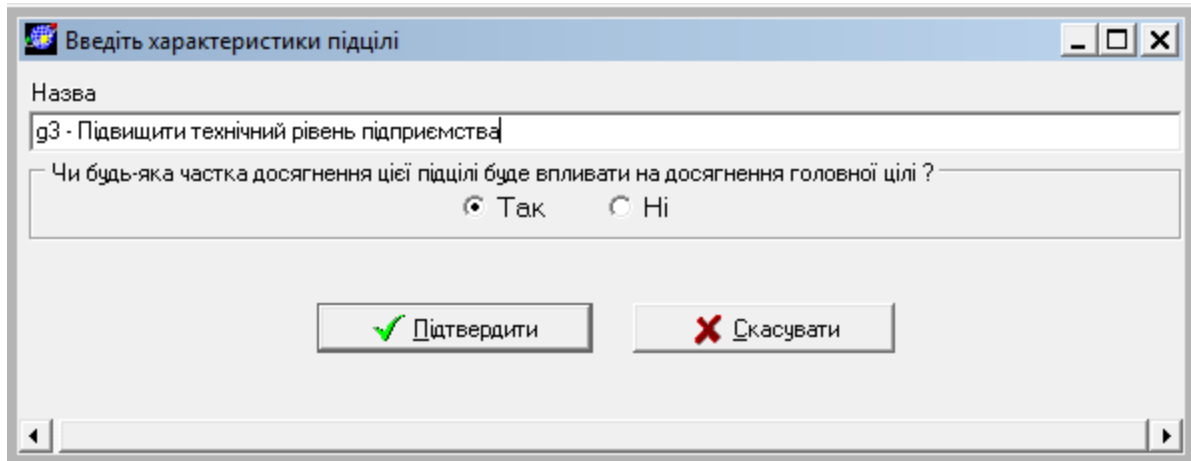 Введіть характеристики підцілі
Назва
g3 - Підвищити технічний рівень підприємства
Чи будь-яка частка досягнення цієї підцілі буде впливати на досягнення головної цілі ?
Так Ні
Підтвердити Скасувати